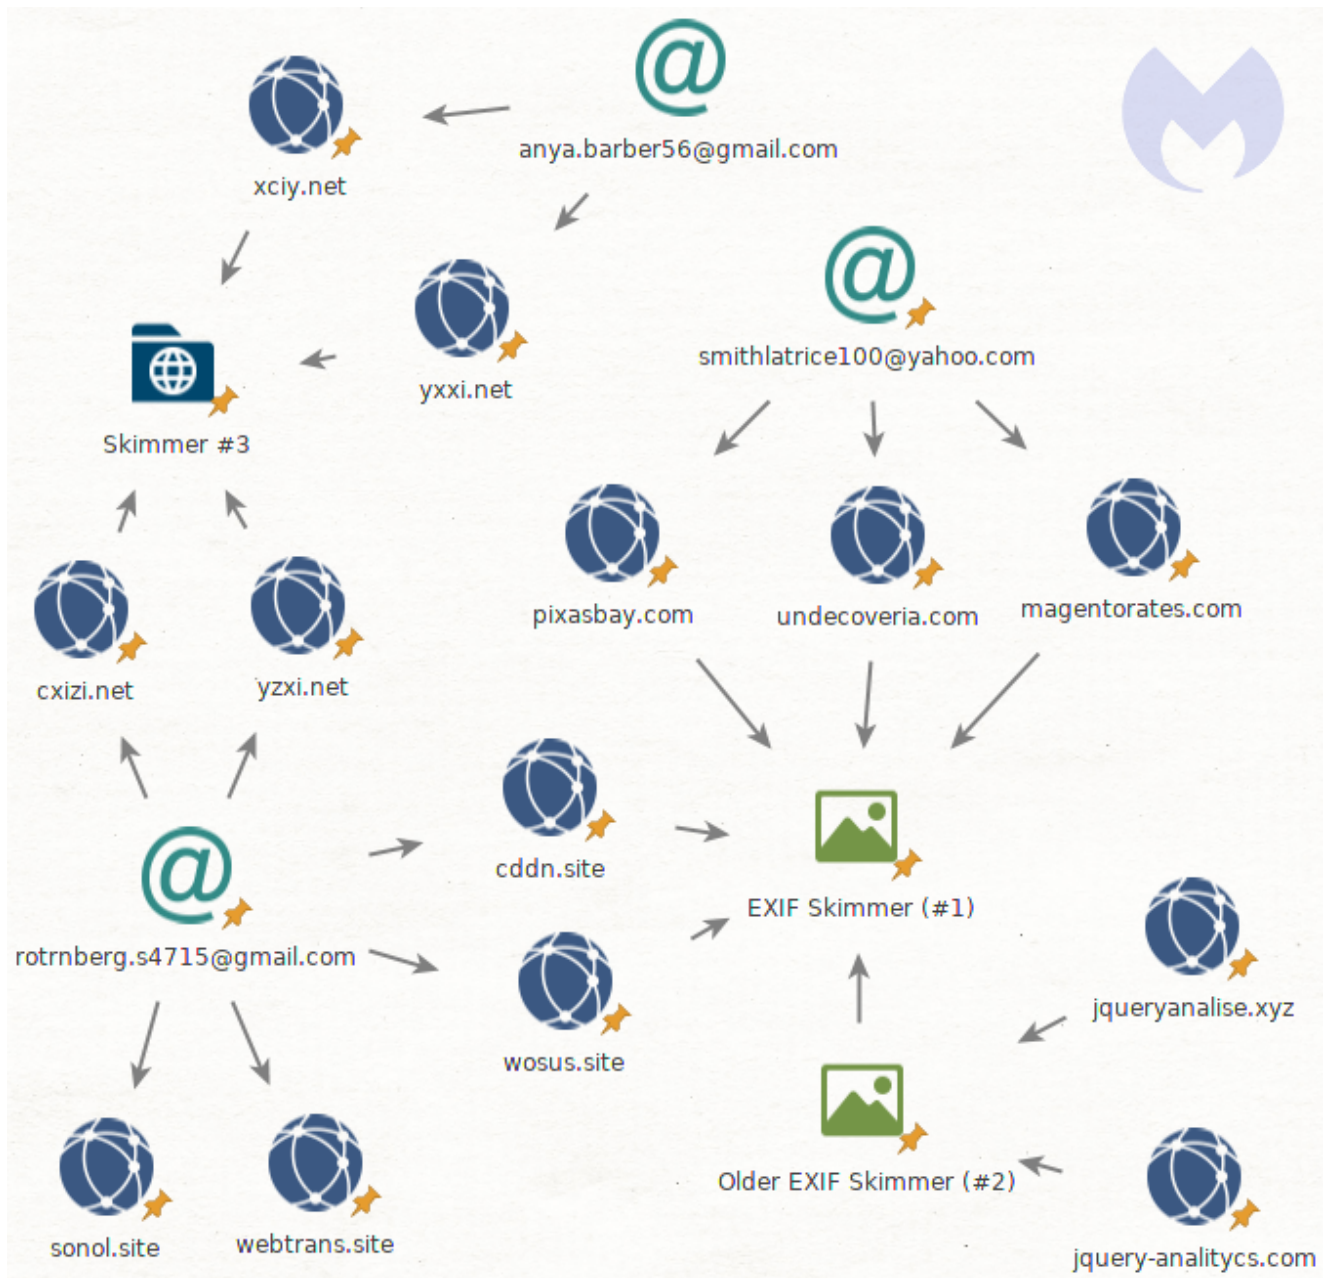 anya.barber56@gmail.com
xciy.net
smithlatrice100@yahoo.com
yxxi.net
Skimmer #3
pixasbay.com
undecoveria.com
magentorates.com
cxizi.net
yzxi.net
cddn.site
EXIF Skimmer (#1)
rotrnberg.s4715@gmail.com
jqueryanalise.xyz
wosus.site
Older EXIF Skimmer (#2)
sonol.site
webtrans.site
jquery-analitycs.com